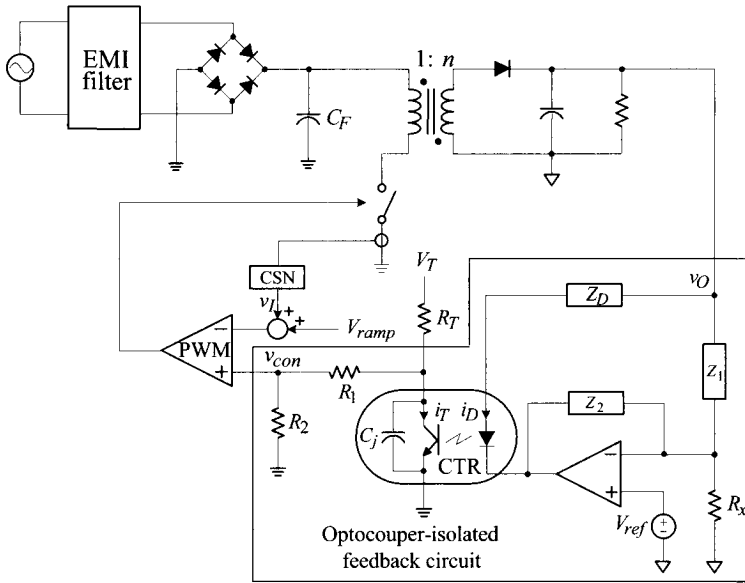 EMI
filter
1: n
C_F
CSN
V_T
v_I
+
+
V_ramp
R_T
Z_D
v_O
PWM
−
+
v_con
R_1
R_2
C_j
i_T
i_D
CTR
Z_2
Z_1
−
+
V_ref
+
−
R_x
Optocouper-isolated
feedback circuit